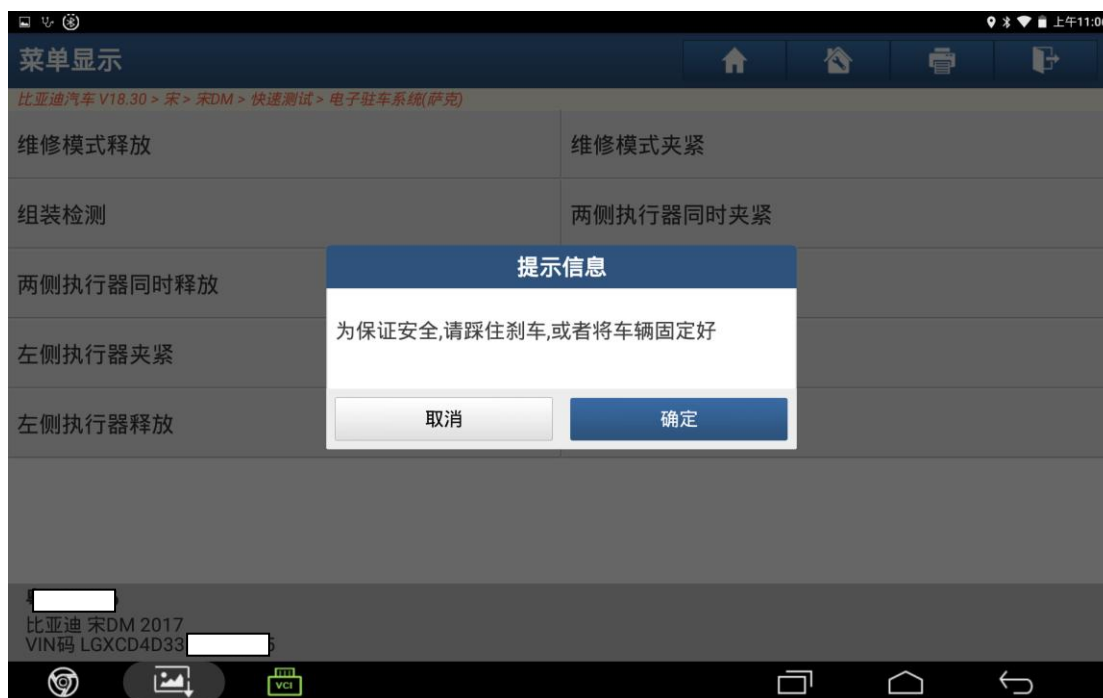 上午11:06
菜单显示
比亚迪汽车 V18.30 > 宋 > 宋DM > 快速测试 > 电子驻车系统(萨克)
维修模式释放
维修模式夹紧
组装检测
两侧执行器同时夹紧
两侧执行器同时释放
提示信息
为保证安全,请踩住刹车,或者将车辆固定好
左侧执行器夹紧
取消
确定
左侧执行器释放
比亚迪 宋DM 2017
VIN码 LGXCD4D33
VCI